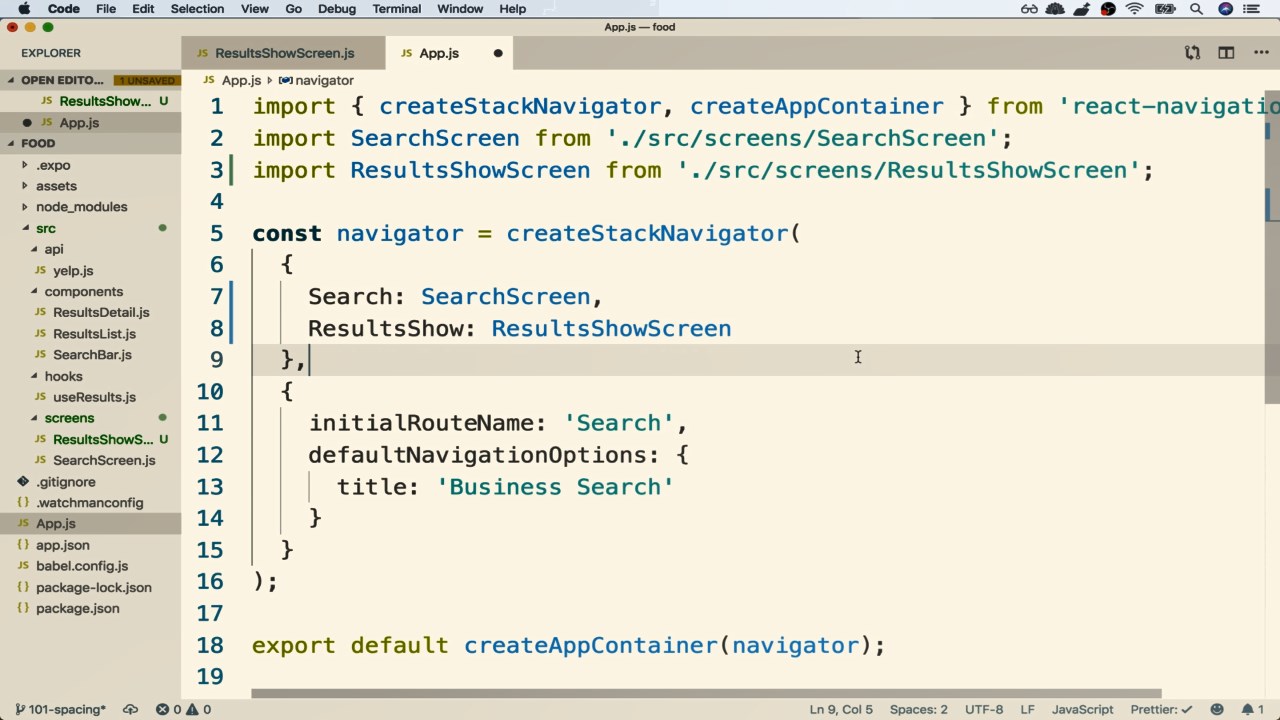 Code File Edit Selection View Go Debug Terminal Window Help
App.js — food
EXPLORER
JS ResultsShowScreen.js
JS App.js
OPEN EDITO... 1 UNSAVED
JS ResultsShow... U
JS App.js
FOOD
.expo
assets
node_modules
src
api
JS yelp.js
components
JS ResultsDetail.js
JS ResultsList.js
JS SearchBar.js
hooks
JS useResults.js
screens
JS ResultsShowS... U
JS SearchScreen.js
.gitignore
{} .watchmanconfig
JS App.js
{} app.json
JS babel.config.js
{} package-lock.json
{} package.json
JS App.js navigator
1 import { createStackNavigator, createAppContainer } from 'react-navigatio
2 import SearchScreen from './src/screens/SearchScreen';
3 import ResultsShowScreen from './src/screens/ResultsShowScreen';
4
5 const navigator = createStackNavigator(
6 {
7 Search: SearchScreen,
8 ResultsShow: ResultsShowScreen
9 },
10 {
11 initialRouteName: 'Search',
12 defaultNavigationOptions: {
13 title: 'Business Search'
14 }
15 }
16 );
17
18 export default createAppContainer(navigator);
19
101-spacing* 0 0 Ln 9, Col 5 Spaces: 2 UTF-8 LF JavaScript Prettier: ✓ 1